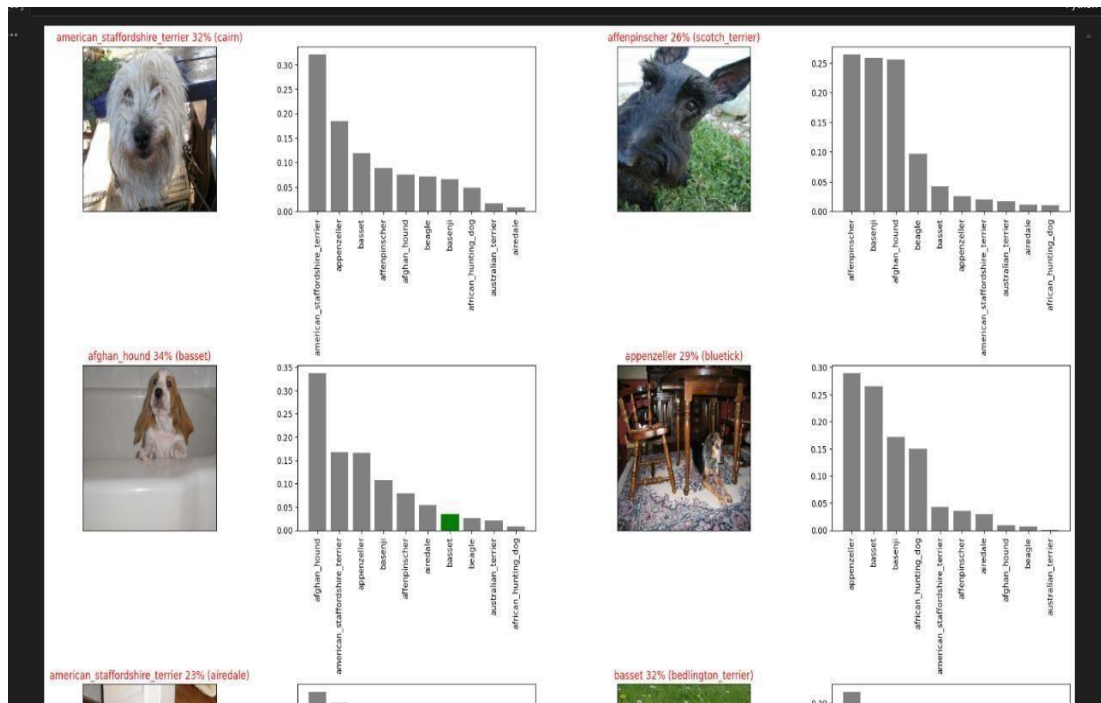 american_staffordshire_terrier 32% (cairn)
0.30
0.25
0.20
0.15
0.10
0.05
0.00
american_staffordshire_terrier
appenzeller
basset
affenpinscher
afghan_hound
beagle
basenji
african_hunting_dog
australian_terrier
airedale
affenpinscher 26% (scotch_terrier)
0.25
0.20
0.15
0.10
0.05
0.00
affenpinscher
basenji
afghan_hound
beagle
basset
appenzeller
american_staffordshire_terrier
australian_terrier
airedale
african_hunting_dog
afghan_hound 34% (basset)
0.35
0.30
0.25
0.20
0.15
0.10
0.05
0.00
afghan_hound
american_staffordshire_terrier
appenzeller
basenji
affenpinscher
airedale
basset
beagle
australian_terrier
african_hunting_dog
appenzeller 29% (bluetick)
0.30
0.25
0.20
0.15
0.10
0.05
0.00
appenzeller
basset
basenji
african_hunting_dog
american_staffordshire_terrier
affenpinscher
airedale
afghan_hound
beagle
australian_terrier
american_staffordshire_terrier 23% (airedale)
basset 32% (bedlington_terrier)